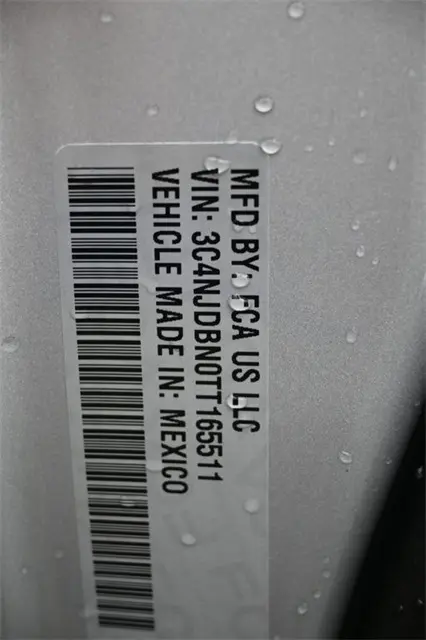 MFD BY: FCA US LLC
VIN: 3C4NJDBN0TT165511
VEHICLE MADE IN: MEXICO